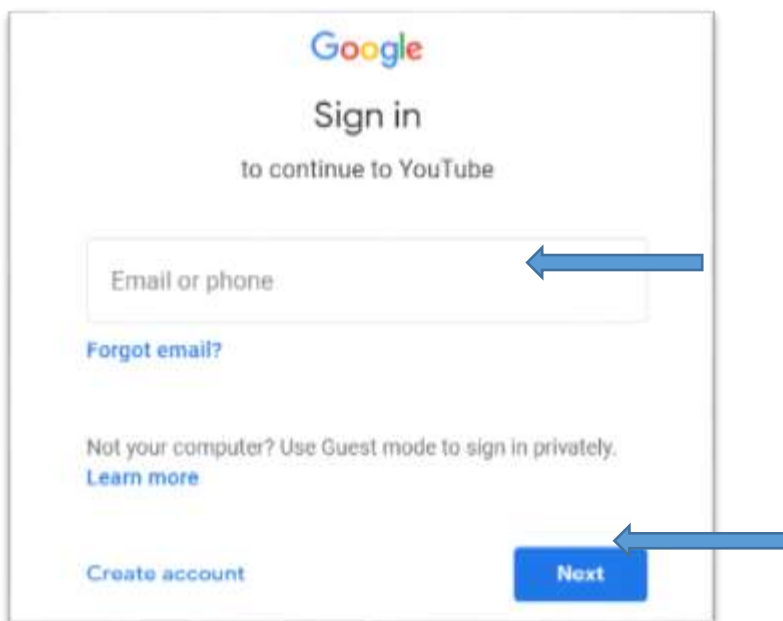 Google
Sign in
to continue to YouTube
Email or phone
Forgot email?
Not your computer? Use Guest mode to sign in privately.
Learn more
Create account
Next